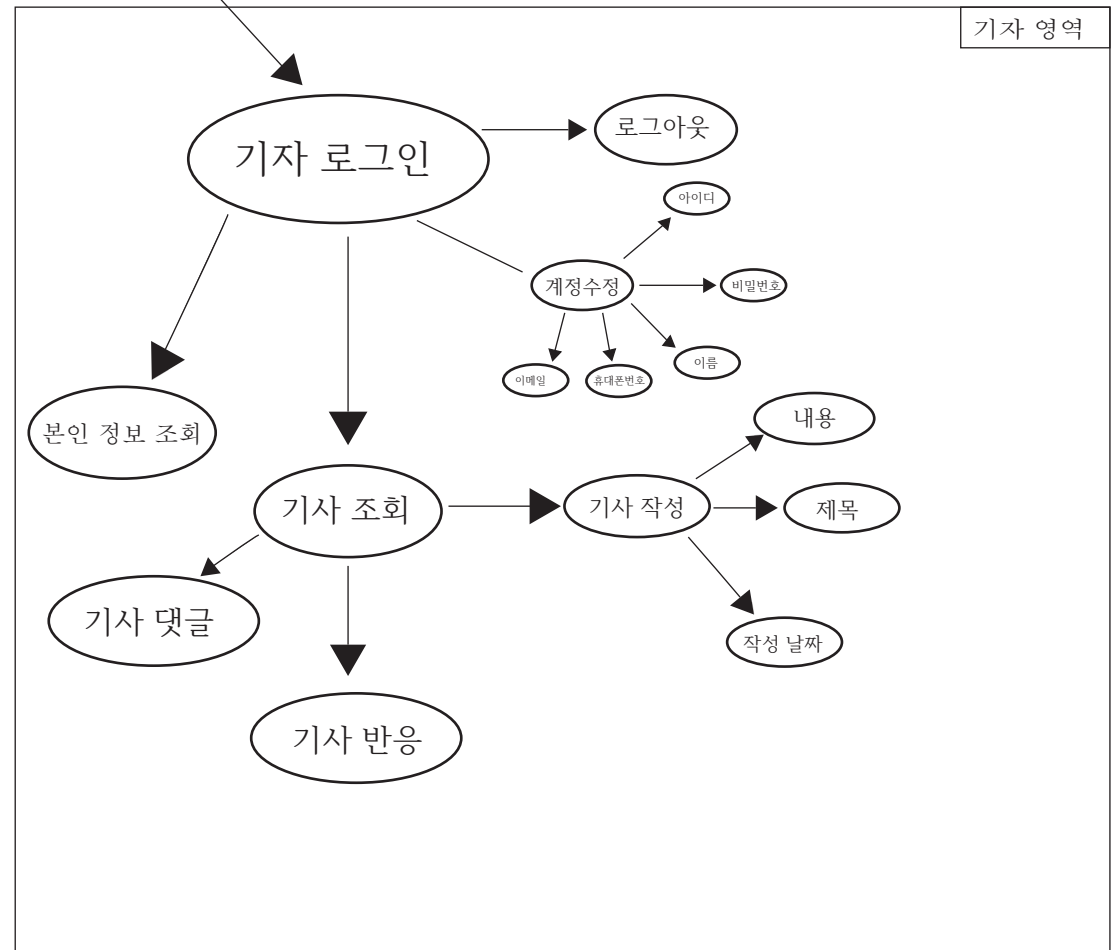 기자 영역
기자 로그인
로그아웃
아이디
계정수정
비밀번호
이름
이메일
휴대폰번호
본인 정보 조회
내용
기사 조회
기사 작성
제목
기사 댓글
작성 날짜
기사 반응